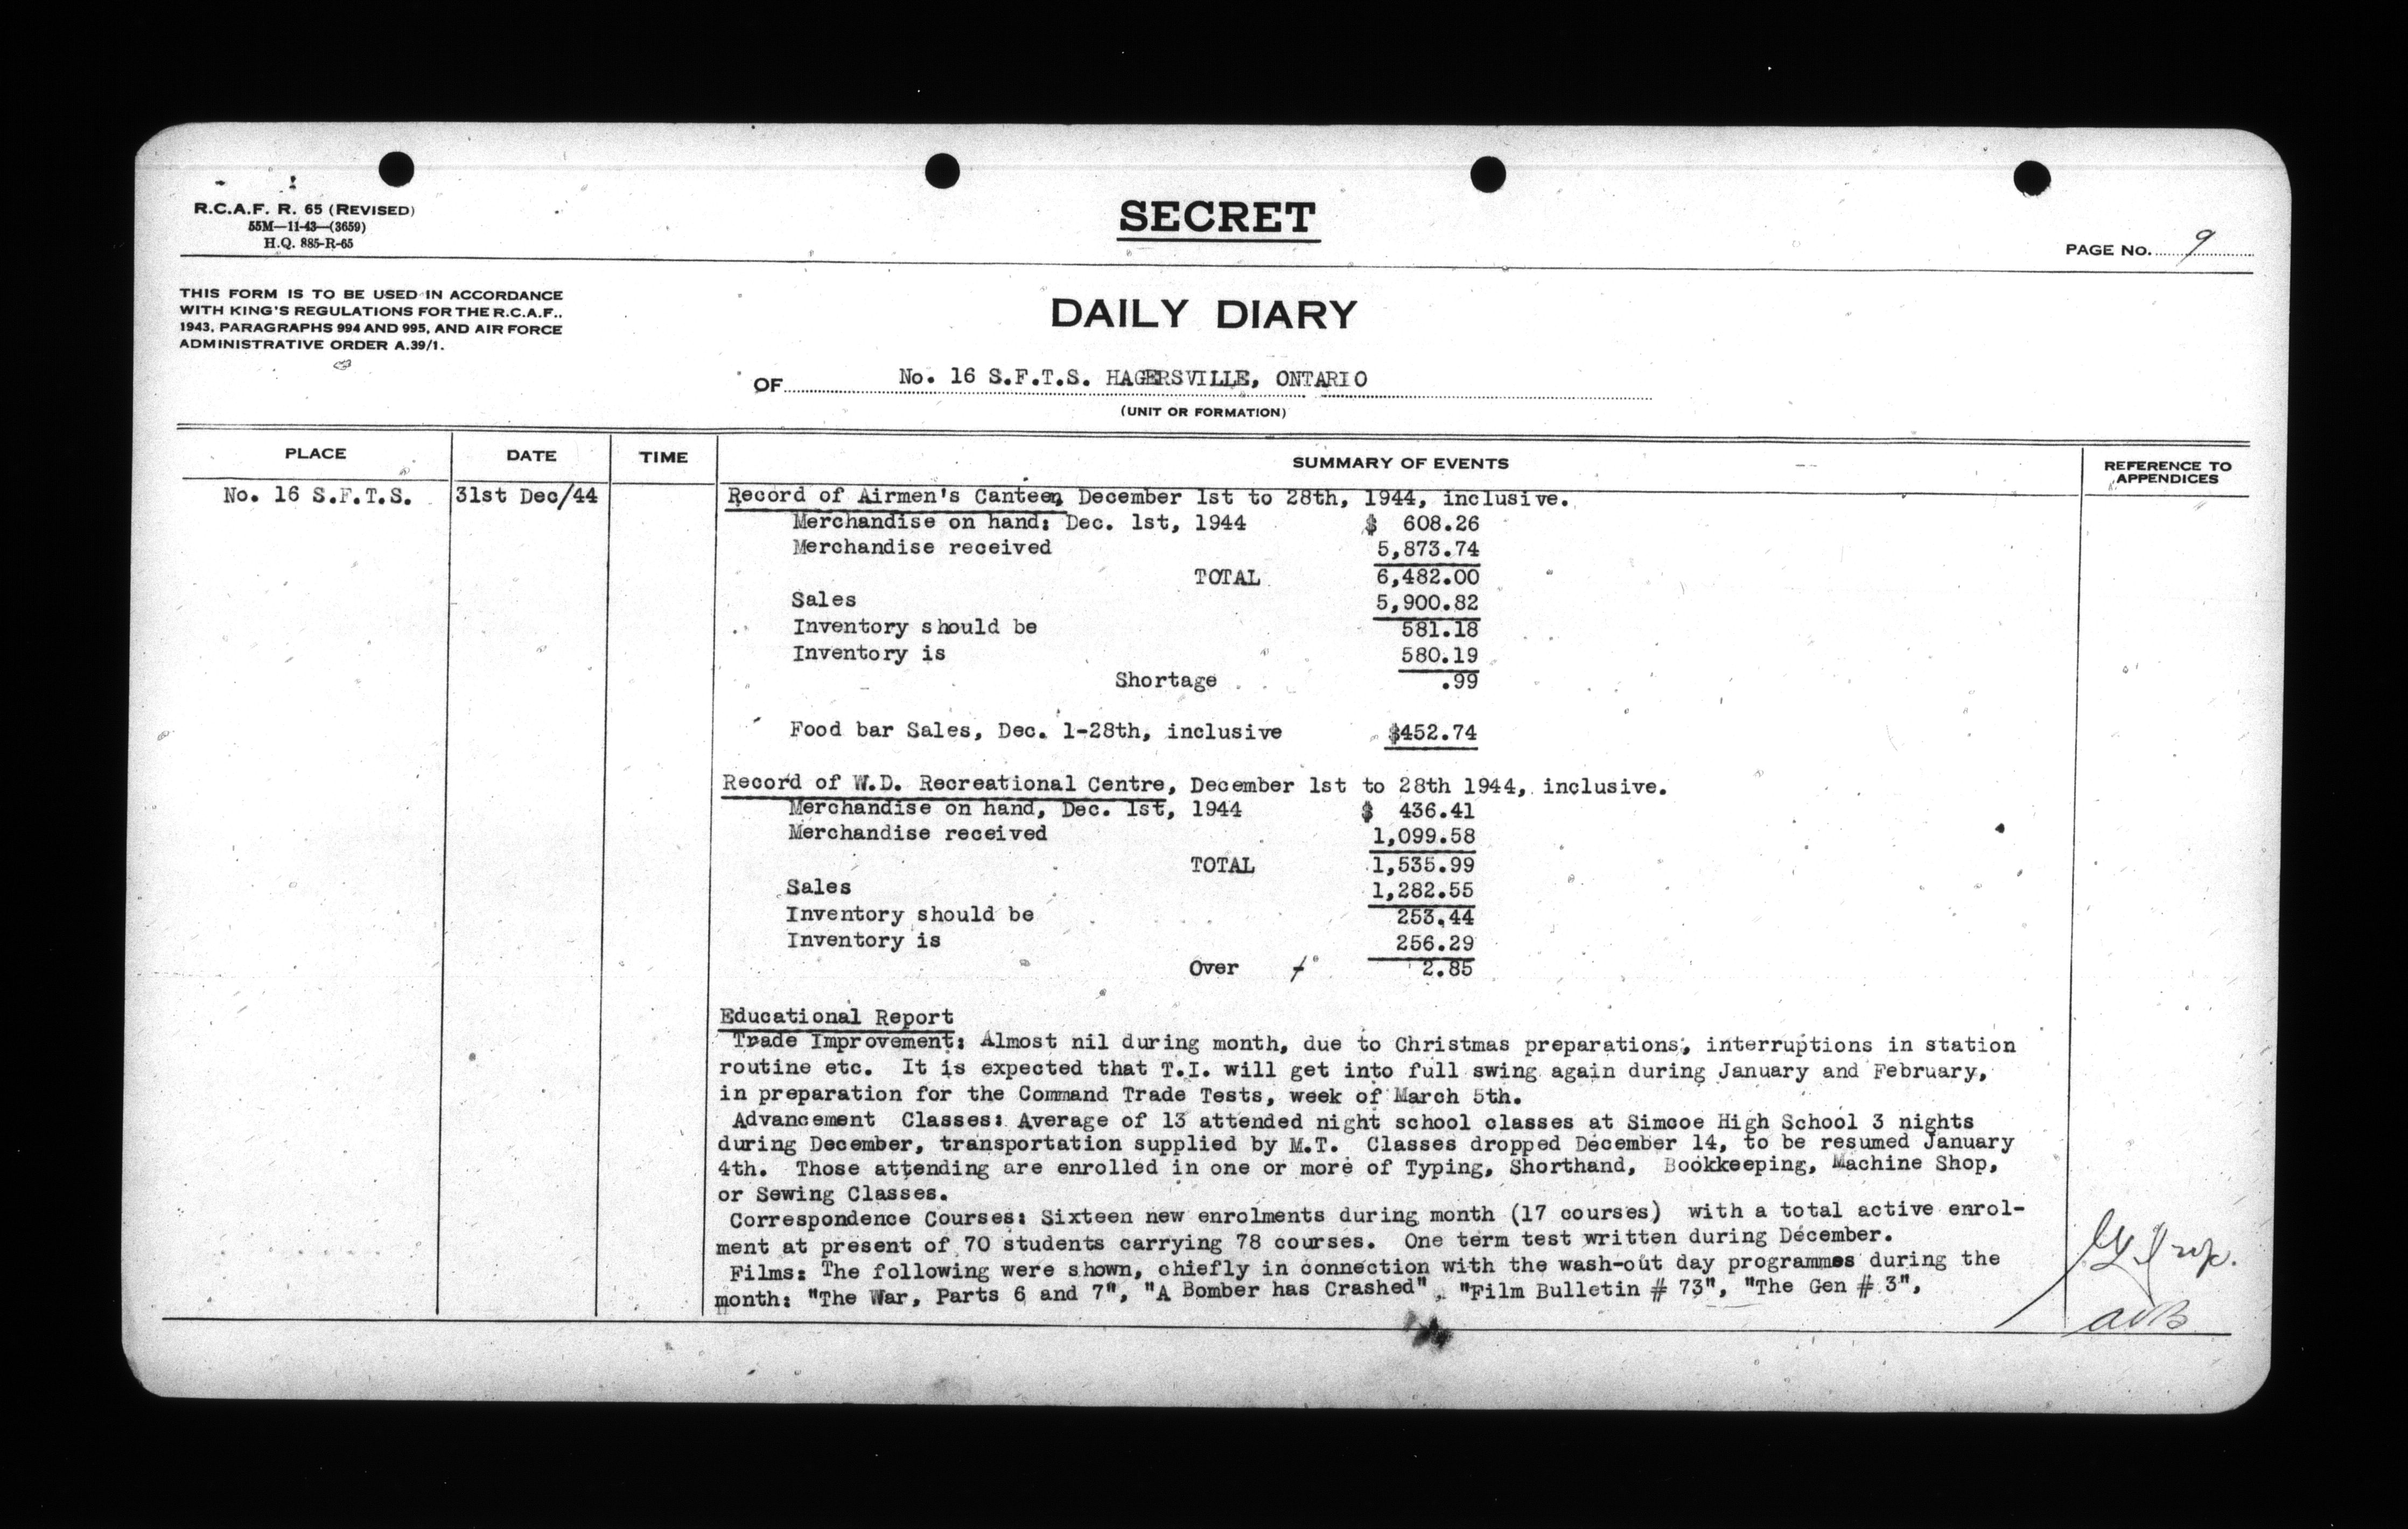 R.C.A.F. R. 65 (REVISED)
55M—11-43—(3659)
H.Q. 885-R-65
SECRET
PAGE No. 9
THIS FORM IS TO BE USED IN ACCORDANCE
WITH KING'S REGULATIONS FOR THE R.C.A.F.,
1943, PARAGRAPHS 994 AND 995, AND AIR FORCE
ADMINISTRATIVE ORDER A.39/1.
DAILY DIARY
OF No. 16 S.F.T.S. HAGERSVILLE, ONTARIO
(UNIT OR FORMATION)
PLACE DATE TIME SUMMARY OF EVENTS REFERENCE TO APPENDICES
No. 16 S.F.T.S. 31st Dec/44 Record of Airmen's Canteen, December 1st to 28th, 1944, inclusive.
Merchandise on hand: Dec. 1st, 1944 $ 608.26
Merchandise received 5,873.74
TOTAL 6,482.00
Sales 5,900.82
Inventory should be 581.18
Inventory is 580.19
Shortage .99
Food bar Sales, Dec. 1-28th, inclusive $452.74
Record of W.D. Recreational Centre, December 1st to 28th 1944, inclusive.
Merchandise on hand, Dec. 1st, 1944 $ 436.41
Merchandise received 1,099.58
TOTAL 1,535.99
Sales 1,282.55
Inventory should be 253.44
Inventory is 256.29
Over 2.85
Educational Report
Trade Improvement: Almost nil during month, due to Christmas preparations, interruptions in station
routine etc. It is expected that T.I. will get into full swing again during January and February,
in preparation for the Command Trade Tests, week of March 5th.
Advancement Classes: Average of 13 attended night school classes at Simcoe High School 3 nights
during December, transportation supplied by M.T. Classes dropped December 14, to be resumed January
4th. Those attending are enrolled in one or more of Typing, Shorthand, Bookkeeping, Machine Shop,
or Sewing Classes.
Correspondence Courses: Sixteen new enrolments during month (17 courses) with a total active enrol-
ment at present of 70 students carrying 78 courses. One term test written during December.
Films: The following were shown, chiefly in connection with the wash-out day programmes during the
month: "The War, Parts 6 and 7", "A Bomber has Crashed", "Film Bulletin # 73", "The Gen # 3",